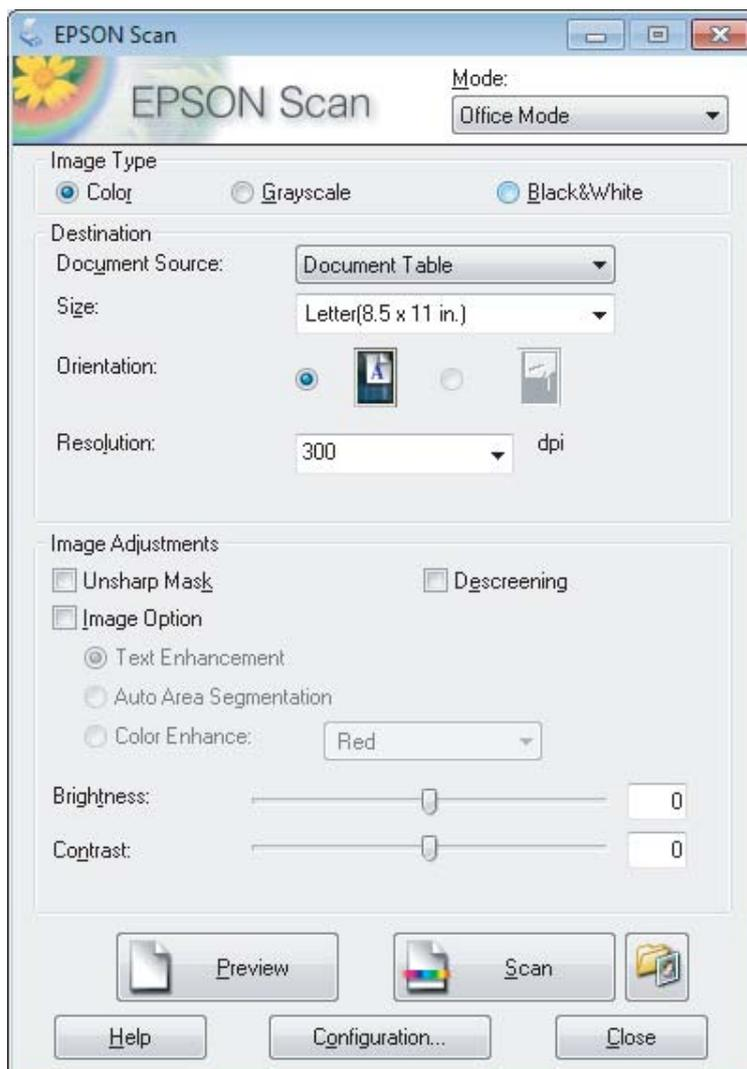 EPSON Scan
EPSON Scan
Mode:
Office Mode
Image Type
Color Grayscale Black&White
Destination
Document Source: Document Table
Size: Letter(8.5 x 11 in.)
Orientation: A
Resolution: 300 dpi
Image Adjustments
Unsharp Mask Descreening
Image Option
Text Enhancement
Auto Area Segmentation
Color Enhance: Red
Brightness: 0
Contrast: 0
Preview Scan
Help Configuration... Close